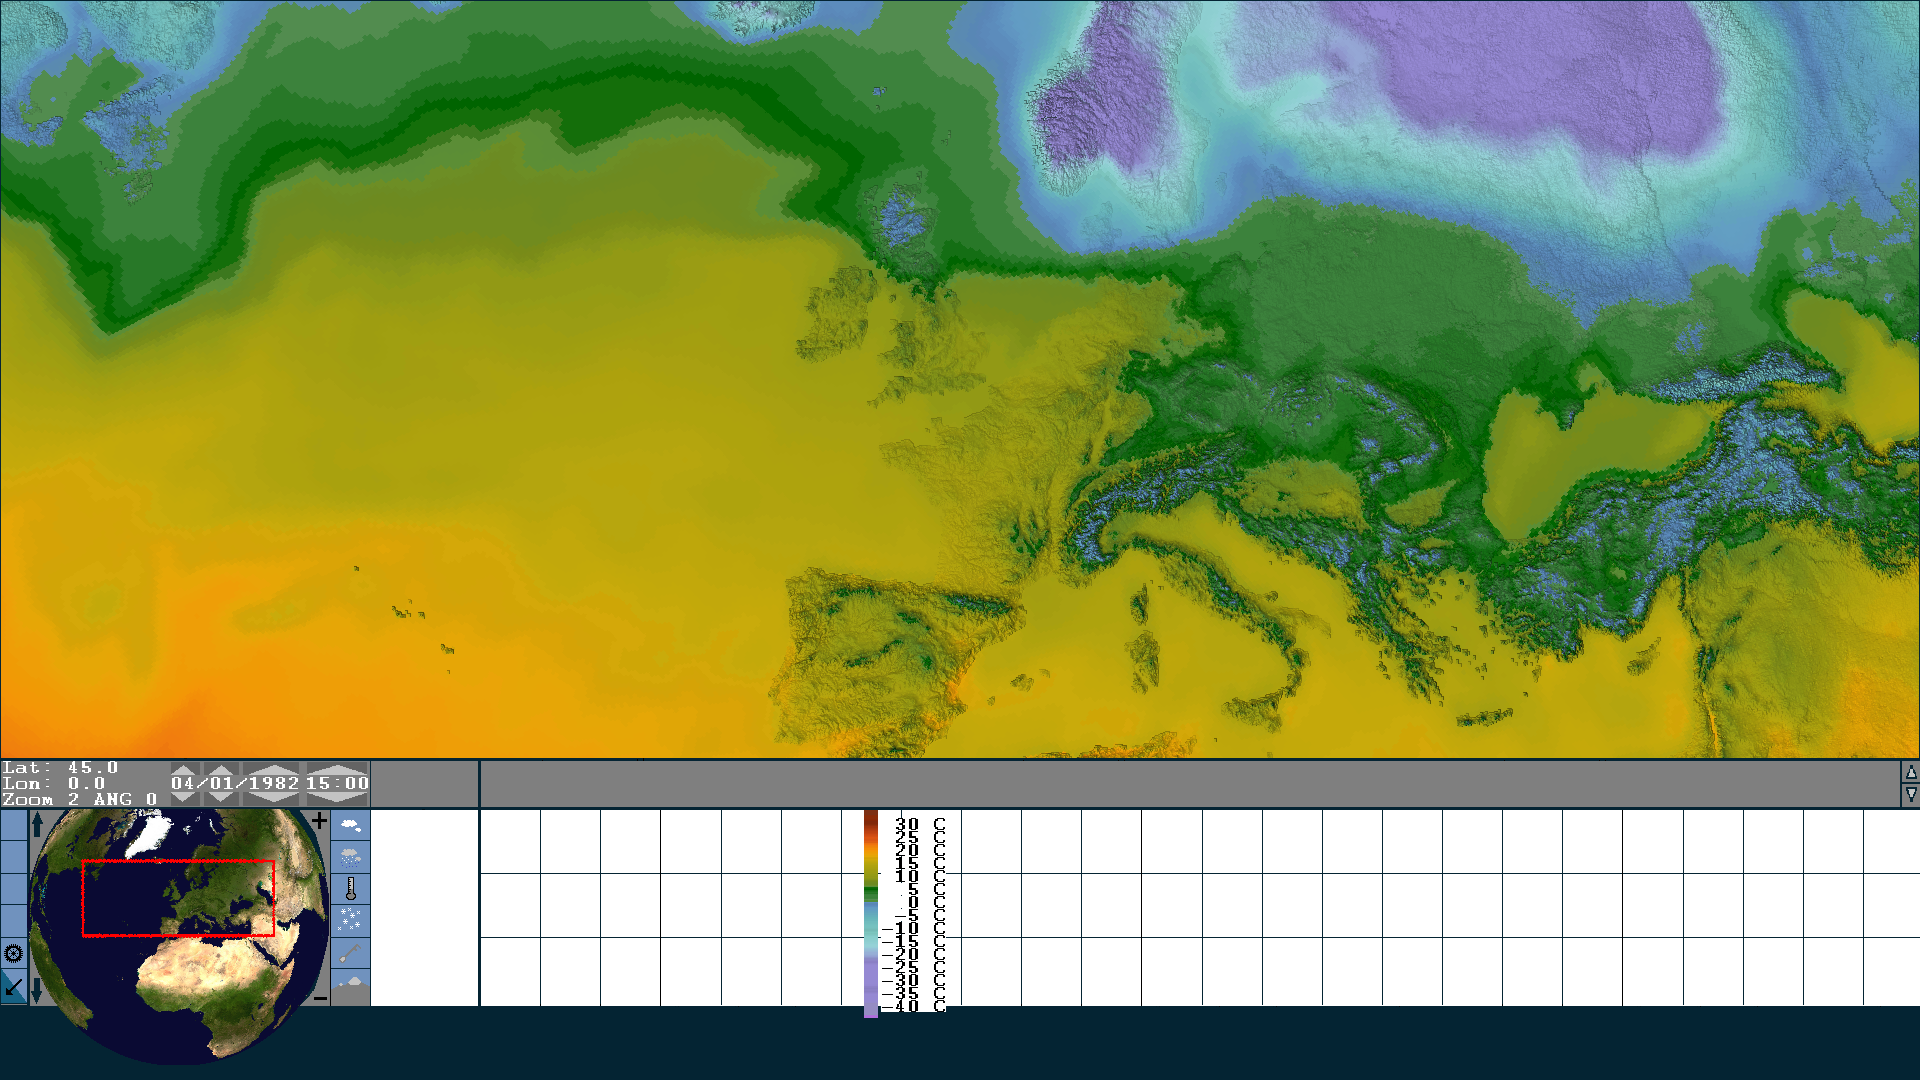 Lat: 45.0
Lon: 0.0
Zoom 2 ANG 0
04/01/1982 15:00
+
−
30 C
25 C
20 C
15 C
10 C
5 C
0 C
-5 C
-10 C
-15 C
-20 C
-25 C
-30 C
-35 C
-40 C